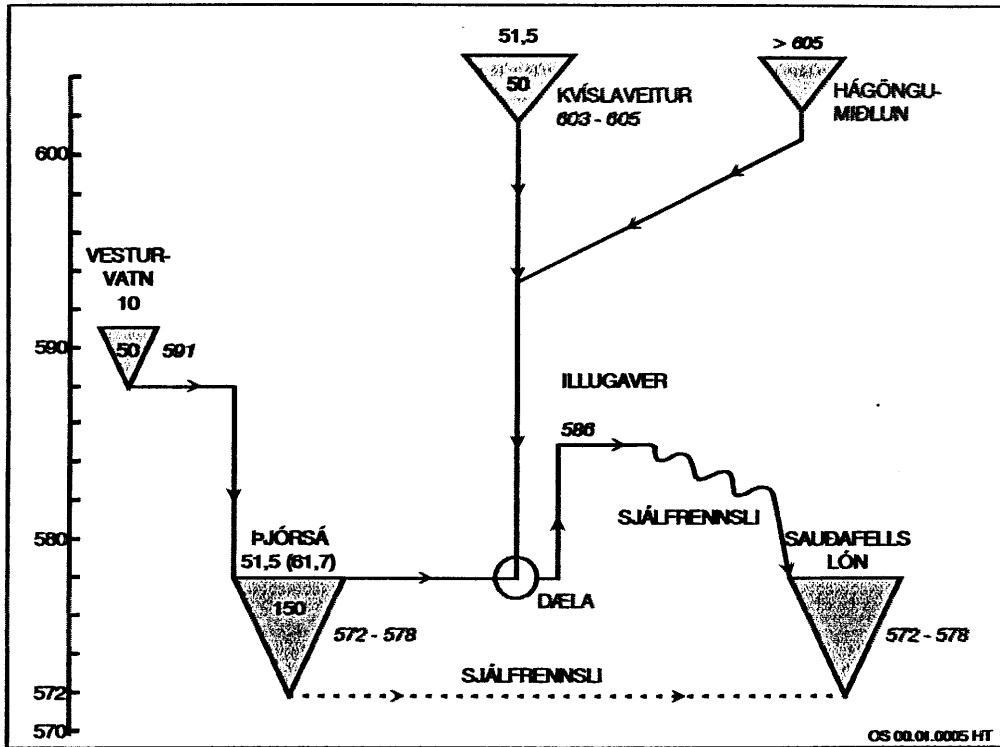 51,5
50
KVÍSLAVEITUR
603 - 605
> 605
HÁGÖNGU-
MIÐLUN
600
VESTUR-
VATN
10
50
591
590
ILLUGAVER
586
SJÁLFRENNSLI
580
ÞJÓRSÁ
51,5 (61,7)
150
572 - 578
DÆLA
SAUÐAFELLS
LÓN
572 - 578
SJÁLFRENNSLI
572
570
OS 00.01.0005 HT